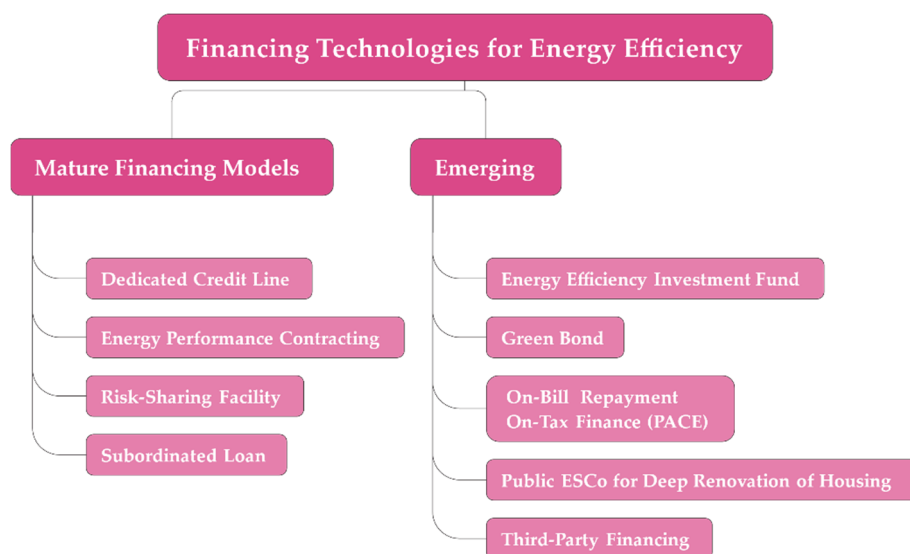 Financing Technologies for Energy Efficiency
Mature Financing Models
Dedicated Credit Line
Energy Performance Contracting
Risk-Sharing Facility
Subordinated Loan
Emerging
Energy Efficiency Investment Fund
Green Bond
On-Bill Repayment
On-Tax Finance (PACE)
Public ESCo for Deep Renovation of Housing
Third-Party Financing